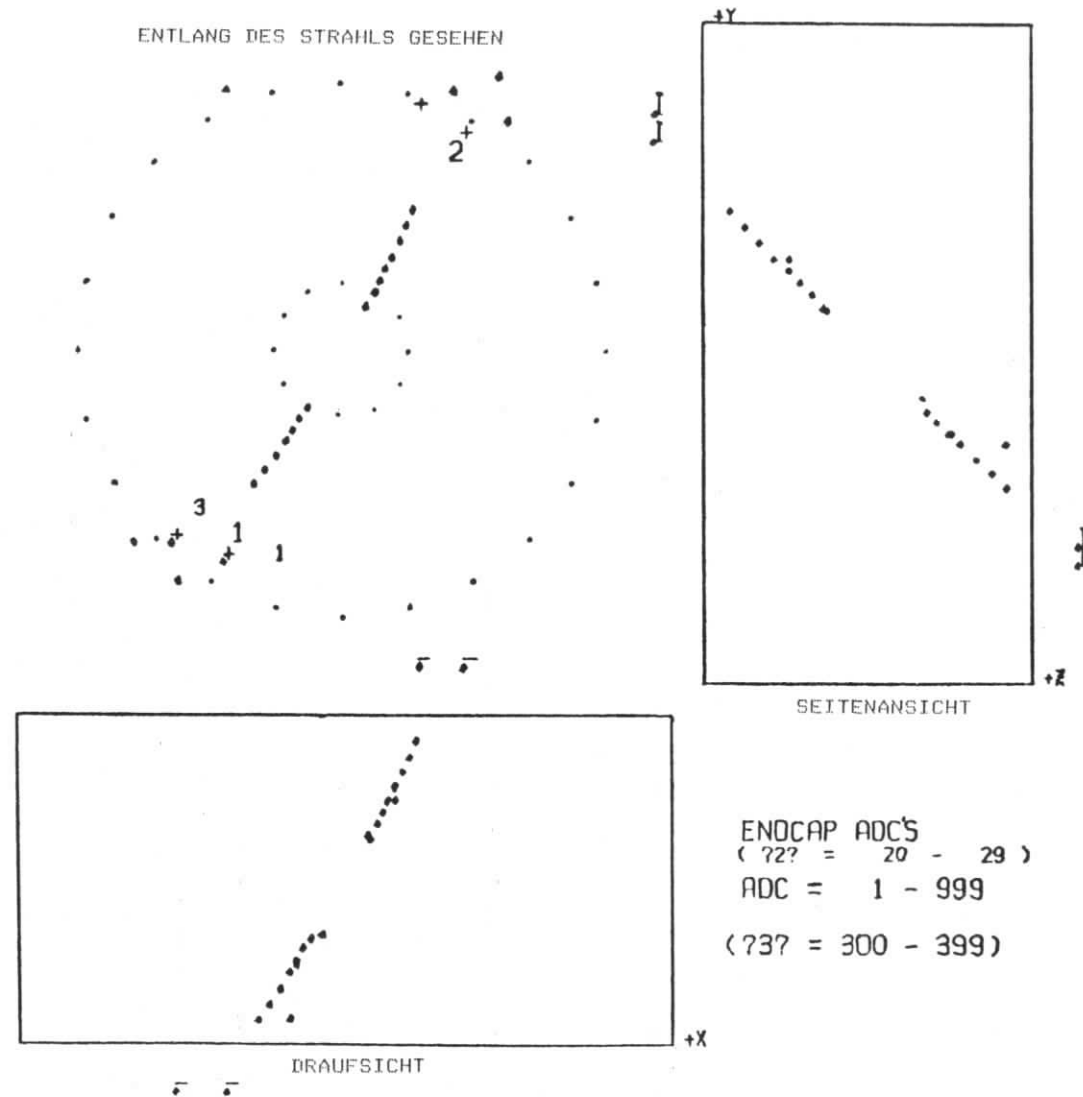 ENTLANG DES STRAHLS GESEHEN
+Y
2
3
1
1
+Z
SEITENANSICHT
+X
DRAUFSICHT
ENDCAP ADC'S
( ?2? = 20 - 29 )
ADC = 1 - 999
(?3? = 300 - 399)